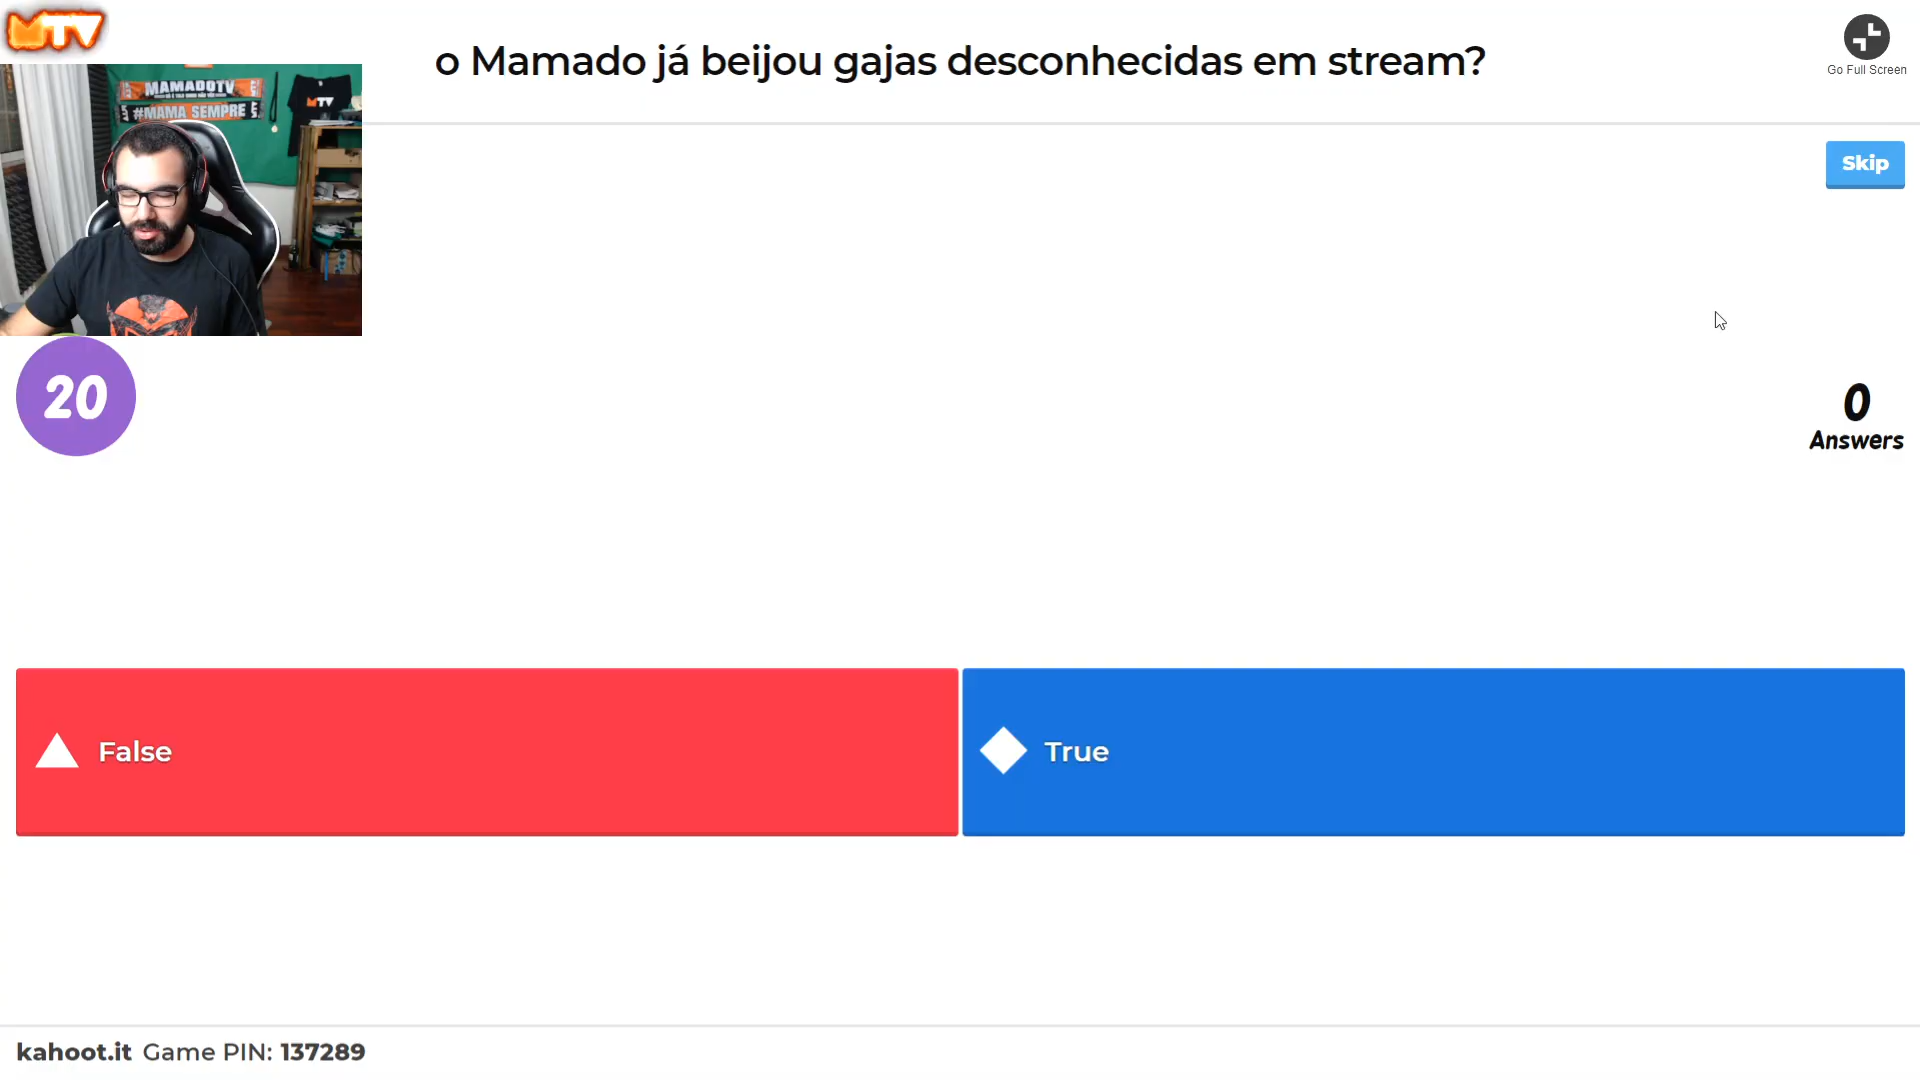 MTV
o Mamado já beijou gajas desconhecidas em stream?
Go Full Screen
MAMADOTV
#MAMA SEMPRE
MTV
Skip
20
0
Answers
False
True
kahoot.it Game PIN: 137289